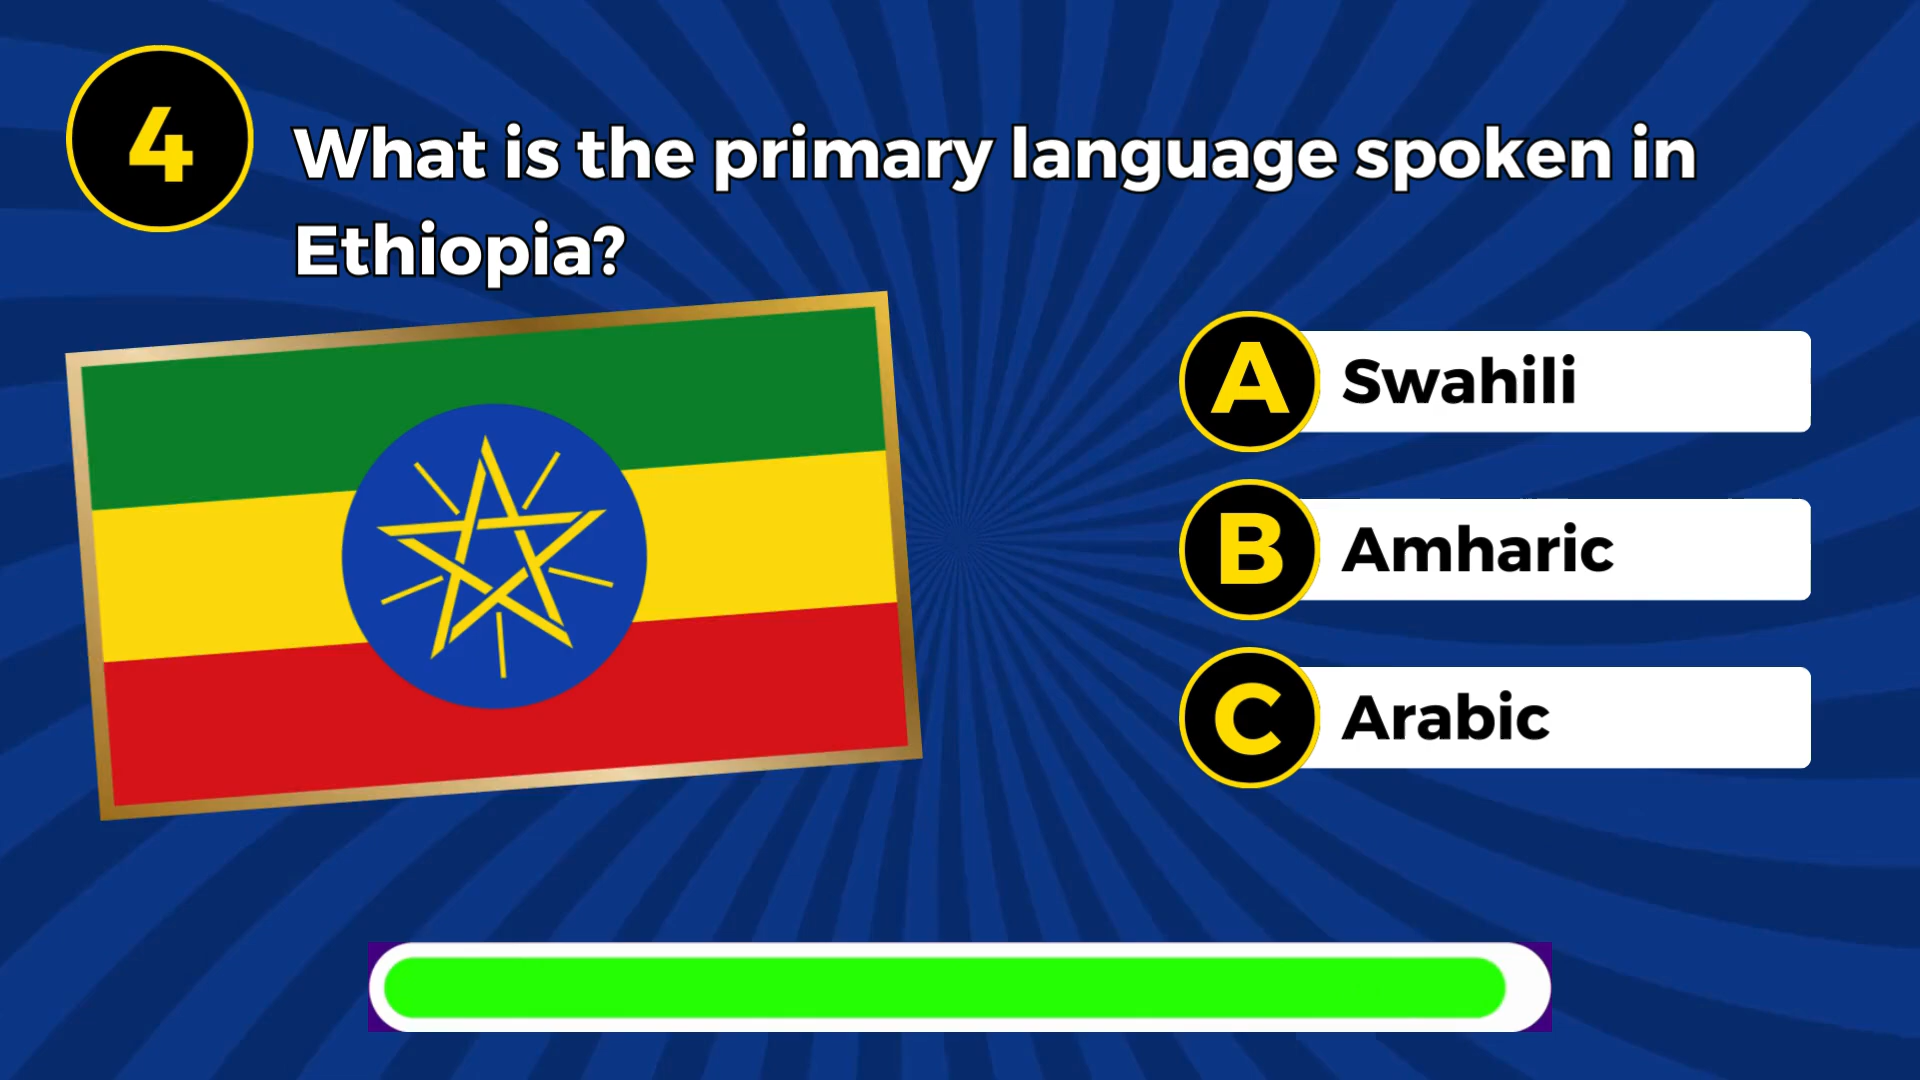 4
What is the primary language spoken in
Ethiopia?
A Swahili
B Amharic
C Arabic